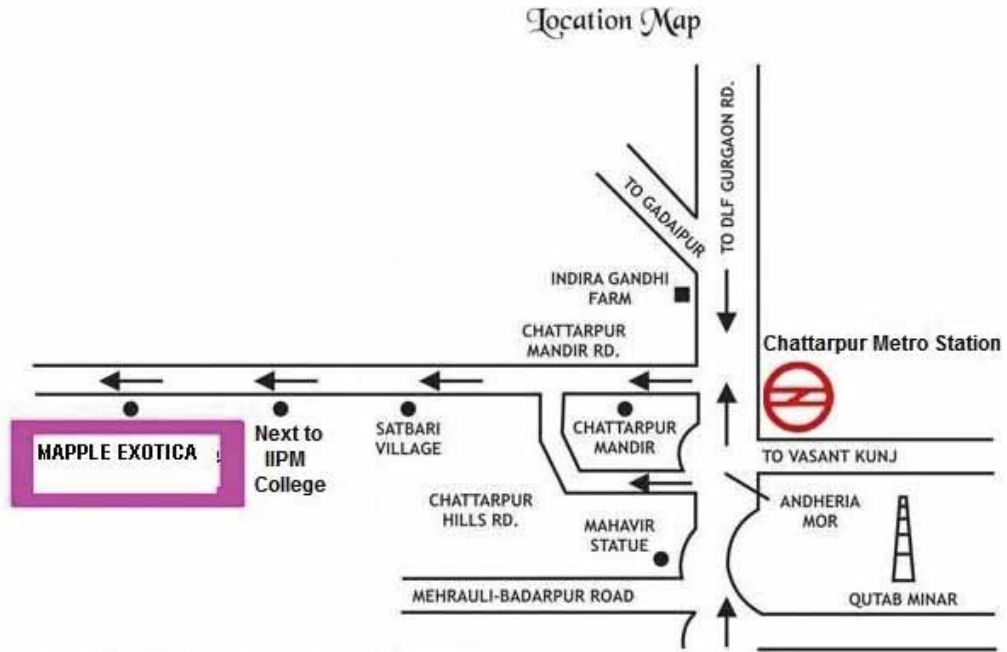 Location Map
TO DLF GURGAON RD.
TO GADAIPUR
INDIRA GANDHI
FARM
CHATTARPUR
MANDIR RD.
Chattarpur Metro Station
MAPPLE EXOTICA
Next to
IIPM
College
SATBARI
VILLAGE
CHATTARPUR
MANDIR
TO VASANT KUNJ
CHATTARPUR
HILLS RD.
ANDHERIA
MOR
MAHAVIR
STATUE
MEHRAULI-BADARPUR ROAD
QUTAB MINAR